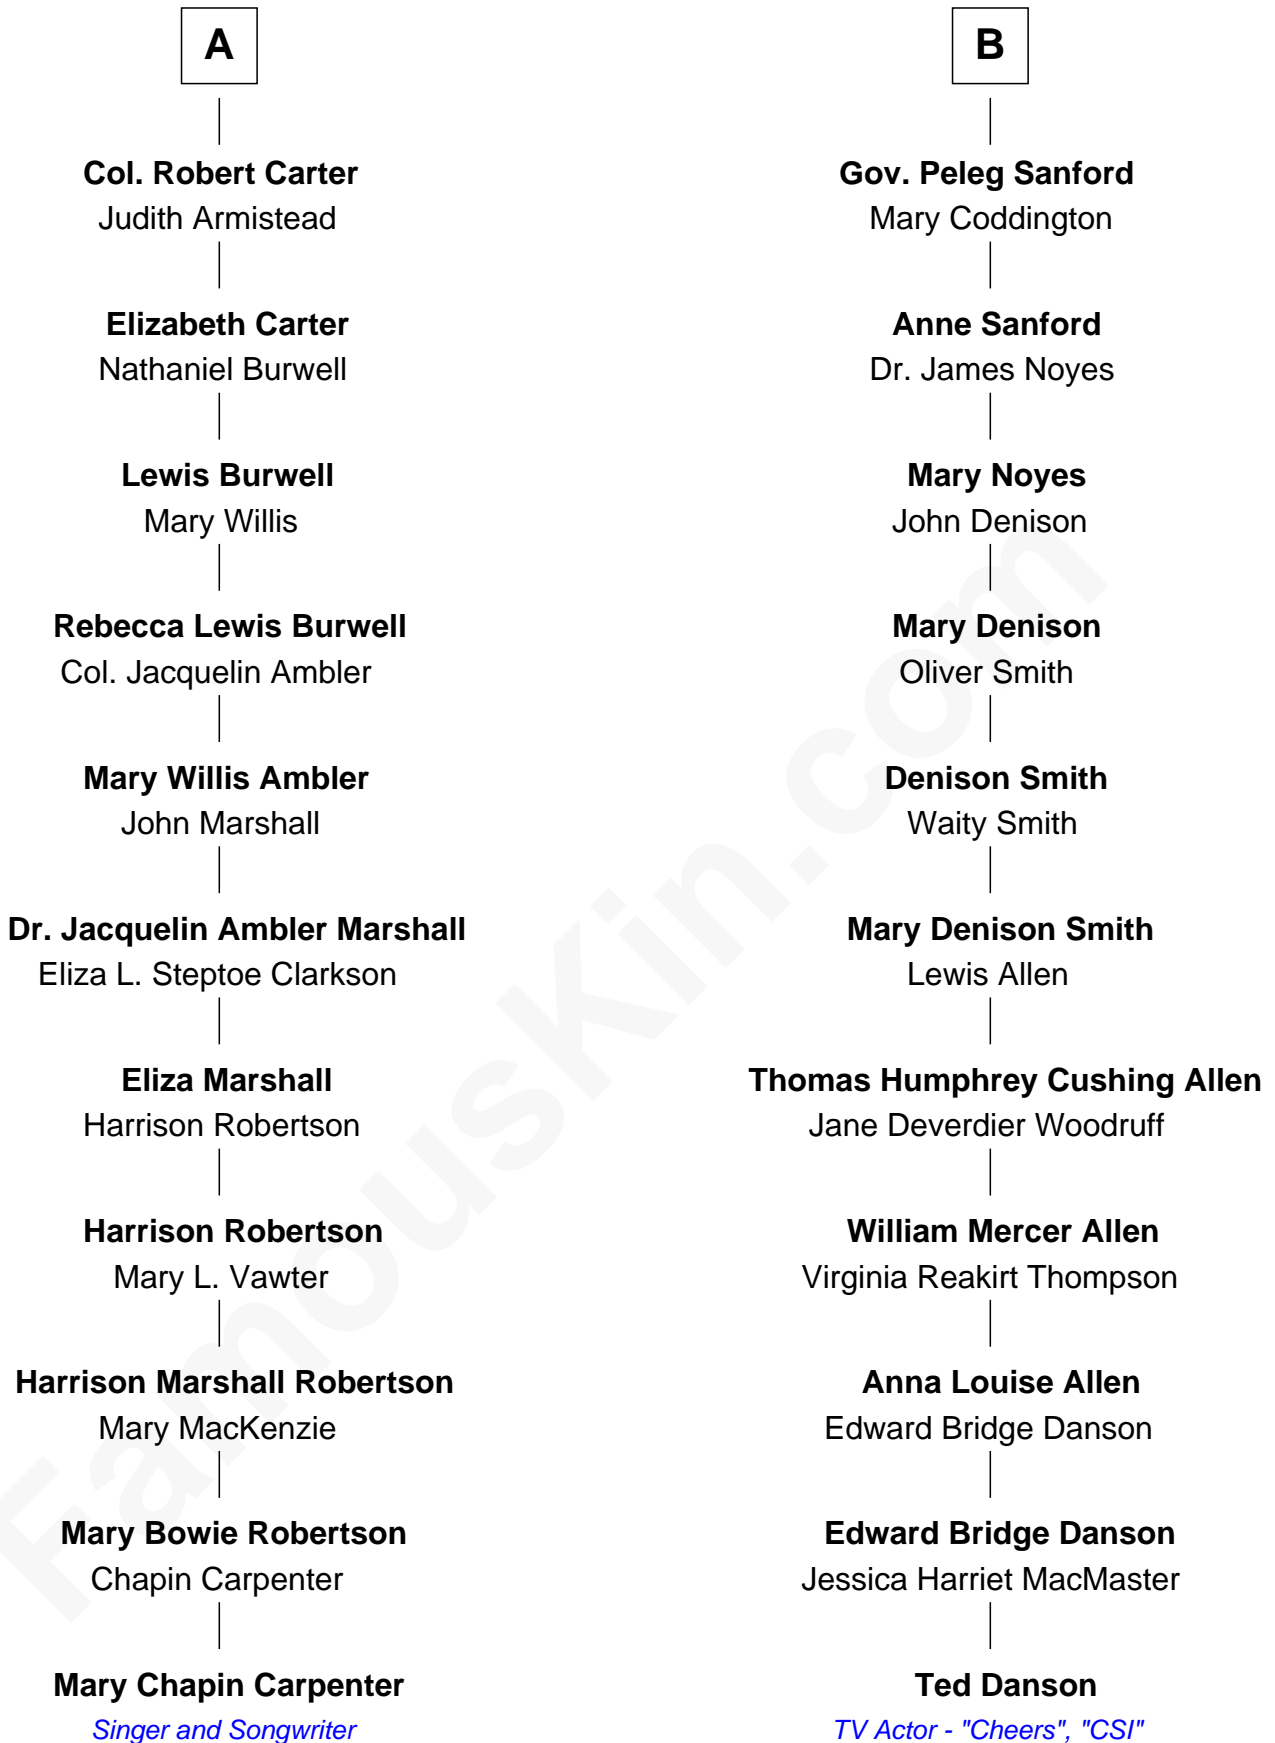 A
Col. Robert Carter
Judith Armistead
Elizabeth Carter
Nathaniel Burwell
Lewis Burwell
Mary Willis
Rebecca Lewis Burwell
Col. Jacquelin Ambler
Mary Willis Ambler
John Marshall
Dr. Jacquelin Ambler Marshall
Eliza L. Steptoe Clarkson
Eliza Marshall
Harrison Robertson
Harrison Robertson
Mary L. Vawter
Harrison Marshall Robertson
Mary MacKenzie
Mary Bowie Robertson
Chapin Carpenter
Mary Chapin Carpenter
Singer and Songwriter
B
Gov. Peleg Sanford
Mary Coddington
Anne Sanford
Dr. James Noyes
Mary Noyes
John Denison
Mary Denison
Oliver Smith
Denison Smith
Waity Smith
Mary Denison Smith
Lewis Allen
Thomas Humphrey Cushing Allen
Jane Deverdier Woodruff
William Mercer Allen
Virginia Reakirt Thompson
Anna Louise Allen
Edward Bridge Danson
Edward Bridge Danson
Jessica Harriet MacMaster
Ted Danson
TV Actor - "Cheers", "CSI"
FamousKin.com